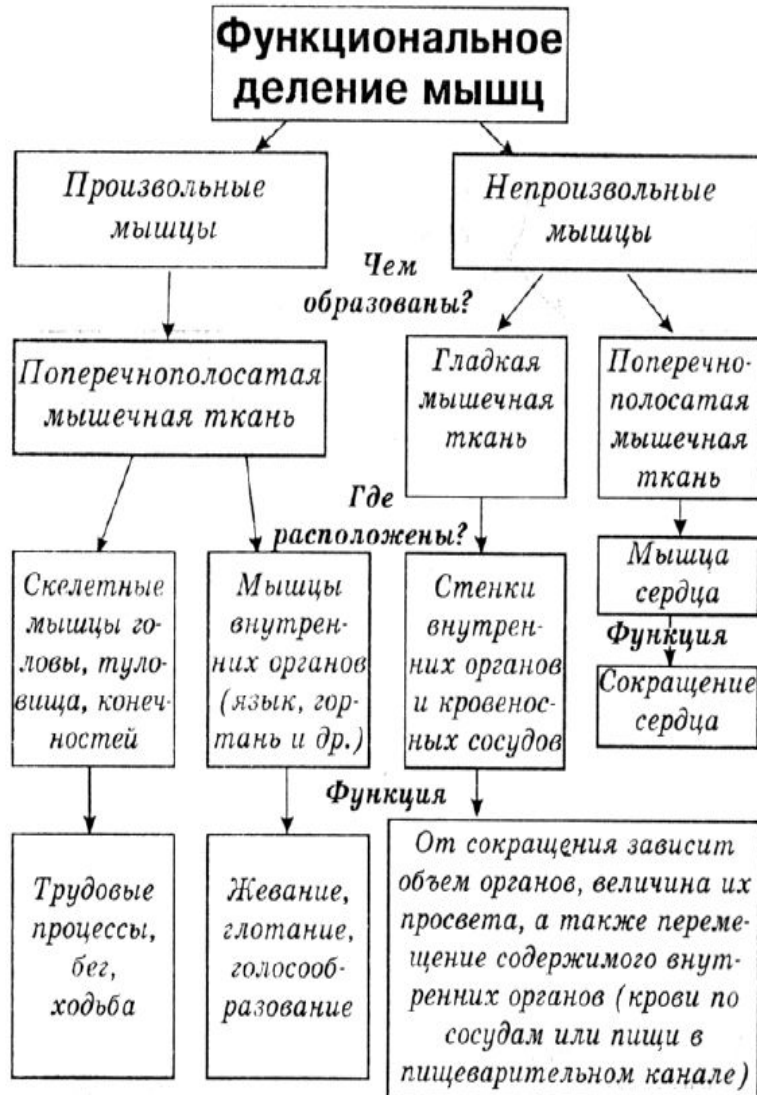 Функциональное
деление мышц
Произвольные
мышцы
Непроизвольные
мышцы
Чем
образованы?
Поперечнополосатая
мышечная ткань
Гладкая
мышечная
ткань
Поперечно-
полосатая
мышечная
ткань
Где
расположены?
Скелетные
мышцы го-
ловы, туло-
вища, конеч-
ностей
Мышцы
внутрен-
них органов
(язык, гор-
тань и др.)
Стенки
внутрен-
них органов
и кровенос-
ных сосудов
Мышца
сердца
Функция
Сокращение
сердца
Функция
Трудовые
процессы,
бег,
ходьба
Жевание,
глотание,
голосооб-
разование
От сокращения зависит
объем органов, величина их
просвета, а также переме-
щение содержимого внут-
ренних органов (крови по
сосудам или пищи в
пищеварительном канале)